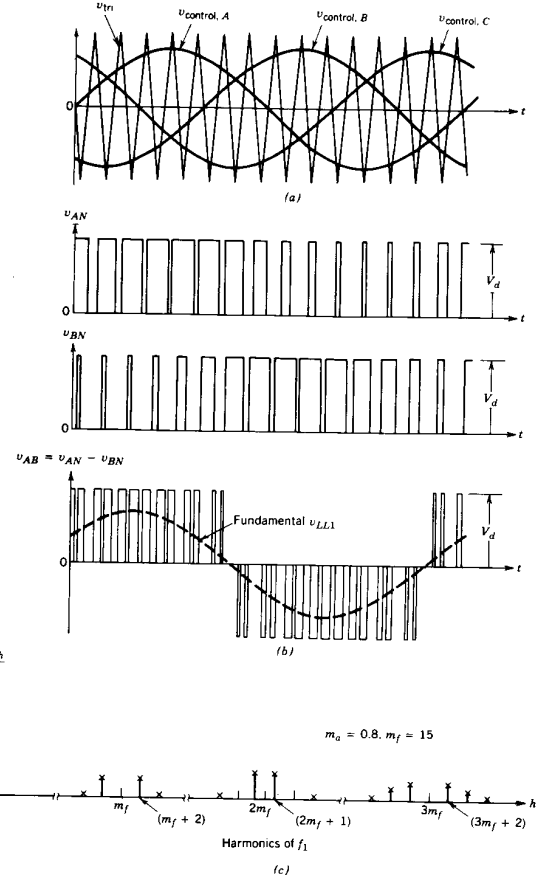 v_tri
v_control, A
v_control, B
v_control, C
0
t
(a)
v_AN
V_d
0
t
v_BN
V_d
0
t
v_AB = v_AN − v_BN
Fundamental v_LL1
V_d
0
t
(b)
h
m_a = 0.8, m_f = 15
m_f
(m_f + 2)
2m_f
(2m_f + 1)
3m_f
(3m_f + 2)
h
Harmonics of f_1
(c)